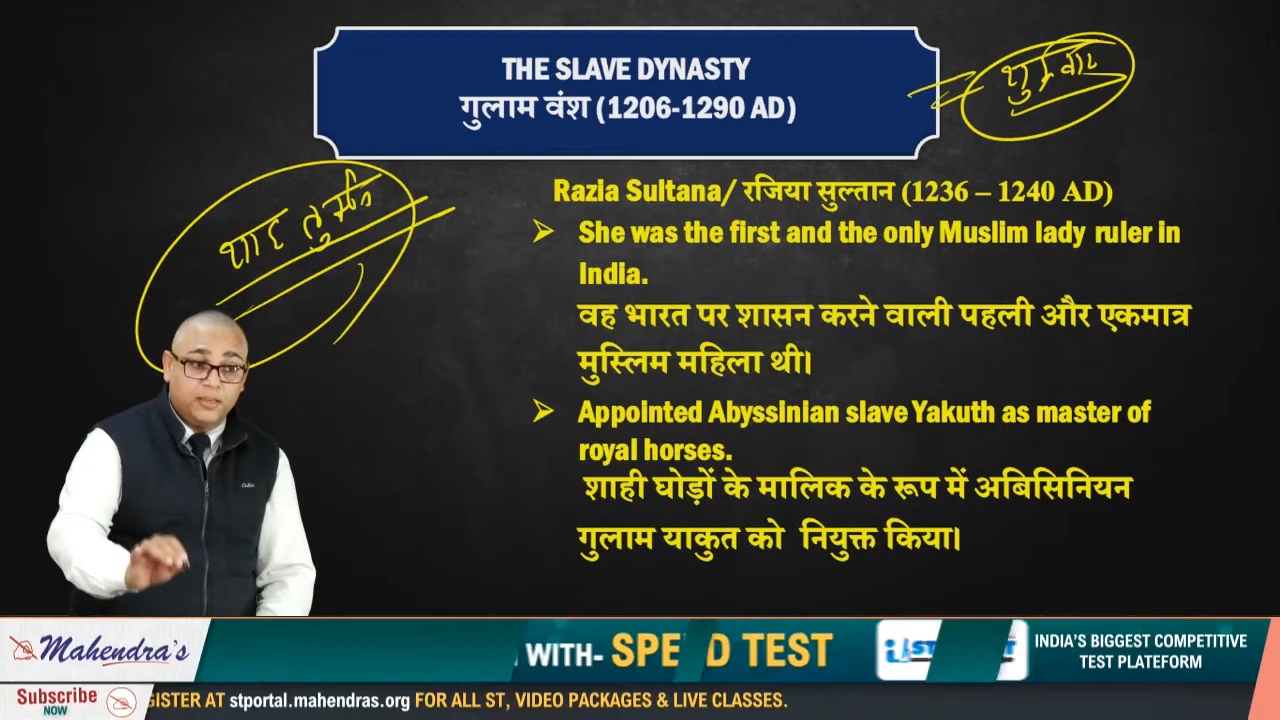 THE SLAVE DYNASTY
गुलाम वंश (1206-1290 AD)
शुक्रवार
शाह तुर्कान
Razia Sultana/ रजिया सुल्तान (1236 – 1240 AD)
➢ She was the first and the only Muslim lady ruler in
India.
वह भारत पर शासन करने वाली पहली और एकमात्र
मुस्लिम महिला थी।
➢ Appointed Abyssinian slave Yakuth as master of
royal horses.
शाही घोड़ों के मालिक के रूप में अबिसिनियन
गुलाम याकुत को नियुक्त किया।
Mahendra's
WITH- SPEED TEST
INDIA'S BIGGEST COMPETITIVE
TEST PLATEFORM
Subscribe
NOW
GISTER AT stportal.mahendras.org FOR ALL ST, VIDEO PACKAGES & LIVE CLASSES.